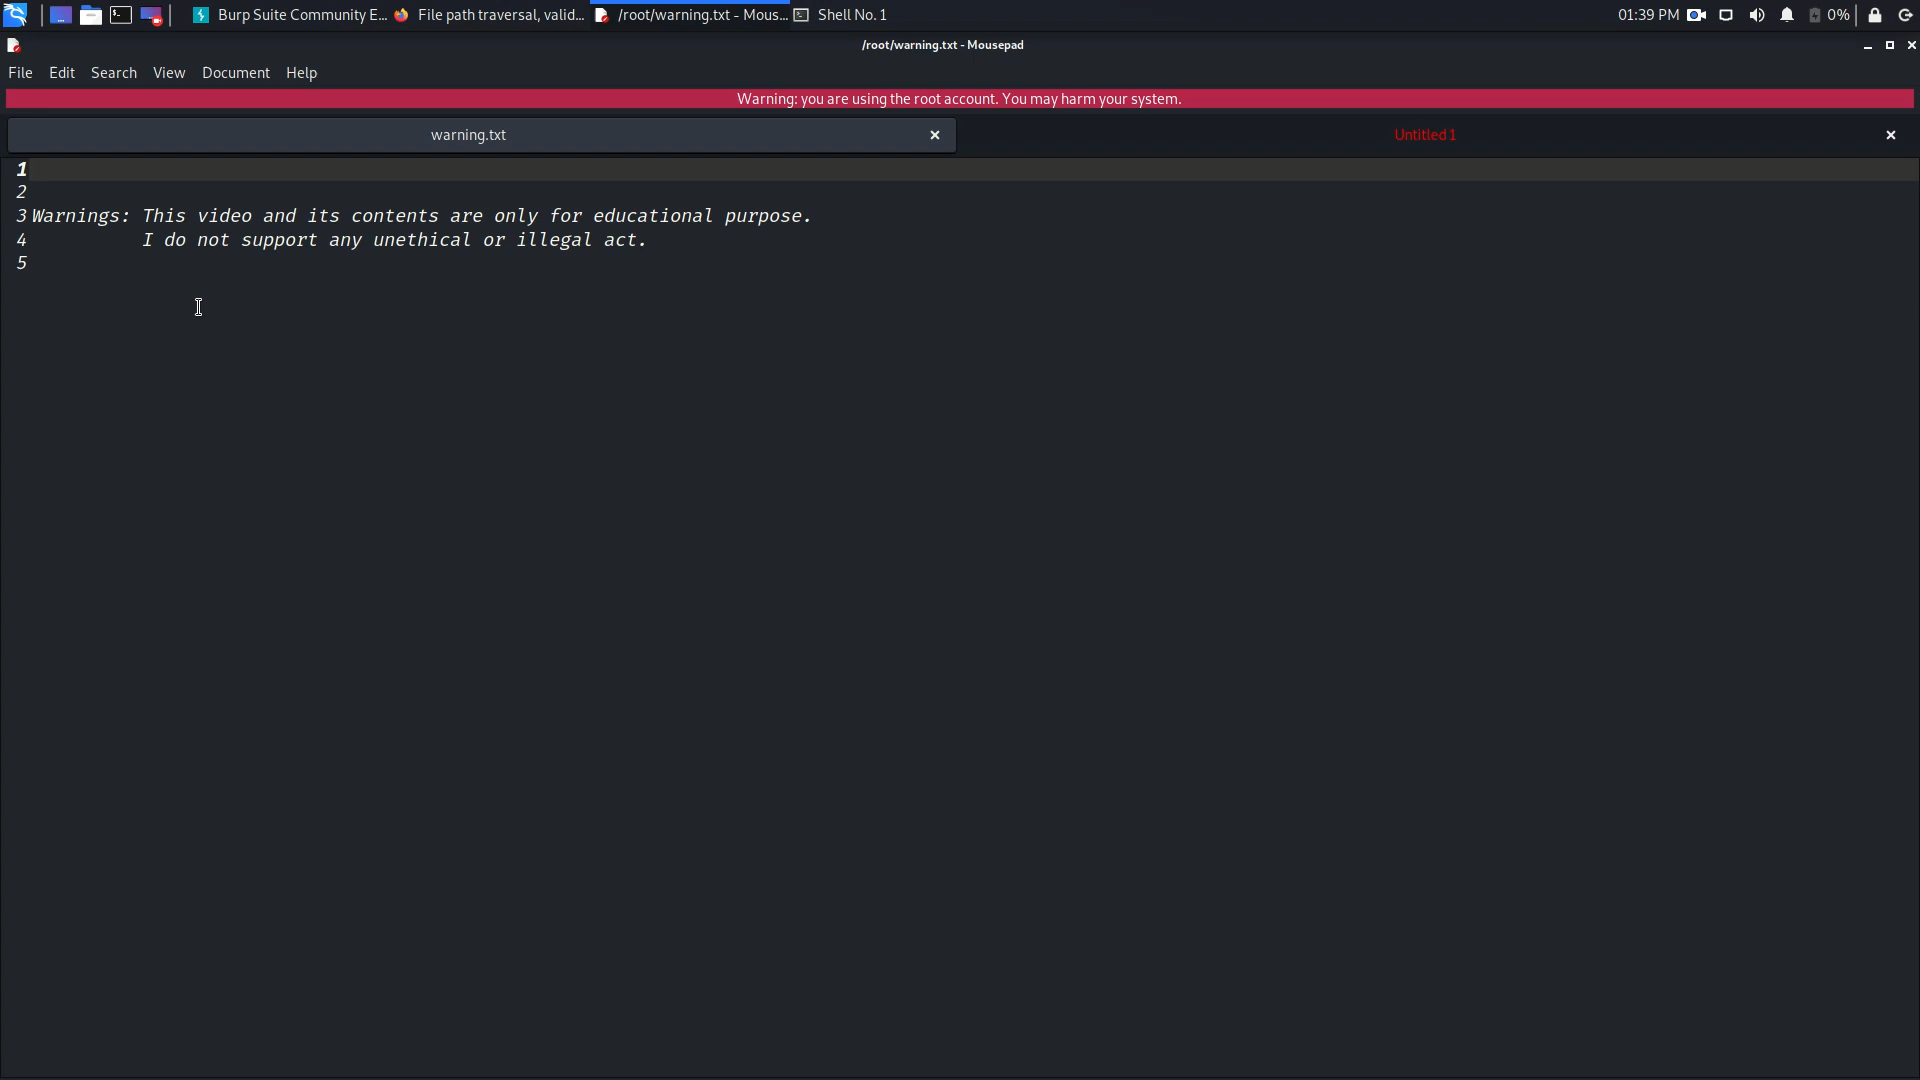 Burp Suite Community E...
File path traversal, valid...
/root/warning.txt - Mous...
Shell No. 1
01:39 PM
0%
/root/warning.txt - Mousepad
File Edit Search View Document Help
Warning: you are using the root account. You may harm your system.
warning.txt
Untitled 1
1
2
3 Warnings: This video and its contents are only for educational purpose.
4 I do not support any unethical or illegal act.
5